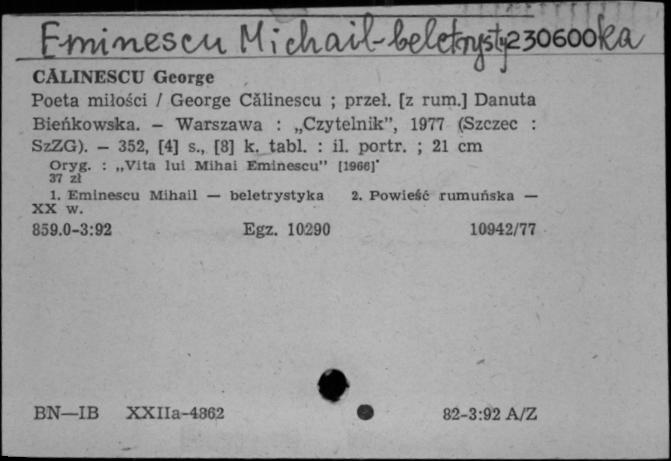 Eminescu Michail-beletrystyka
230600
CĂLINESCU George
Poeta miłości / George Călinescu ; przeł. [z rum.] Danuta
Bieńkowska. — Warszawa : „Czytelnik”, 1977 (Szczec :
SzZG). — 352, [4] s., [8] k. tabl. : il. portr. ; 21 cm
Oryg. : „Vita lui Mihai Eminescu” [1966]
37 zł
1. Eminescu Mihail — beletrystyka 2. Powieść rumuńska —
XX w.
859.0-3:92 Egz. 10290 10942/77
BN—IB XXIIa-4862 82-3:92 A/Z